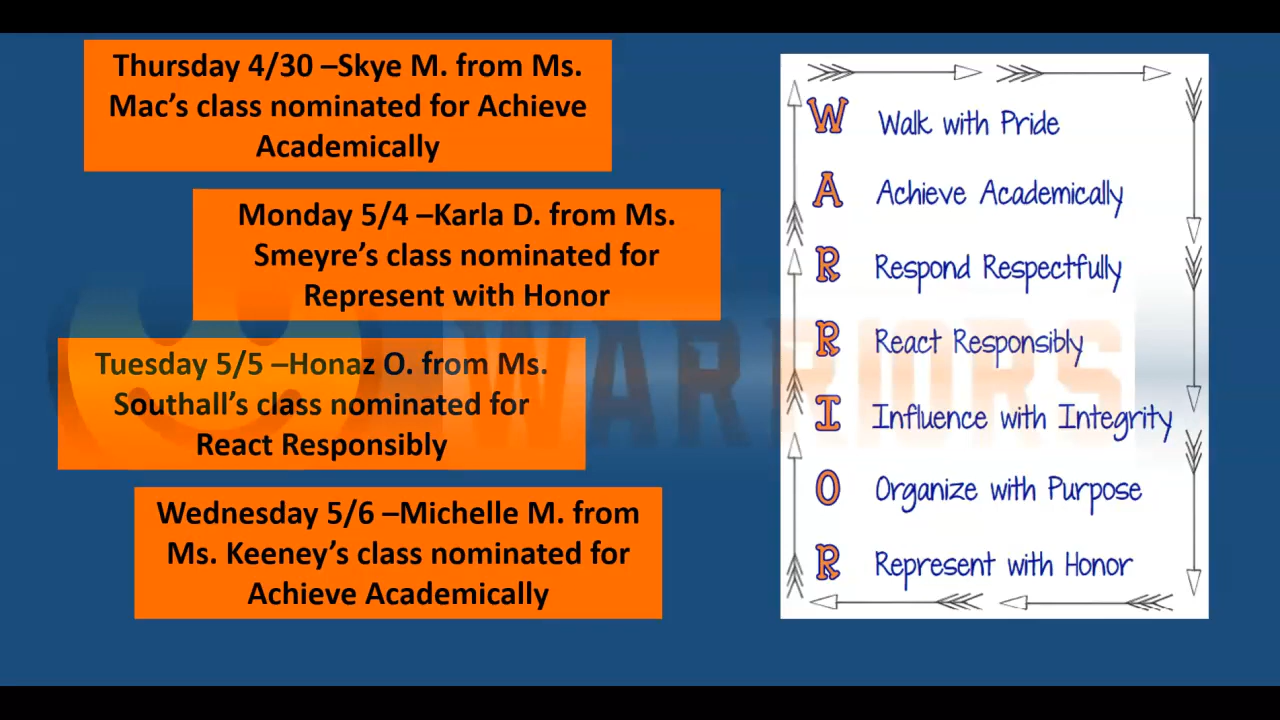 Thursday 4/30 –Skye M. from Ms.
Mac’s class nominated for Achieve
Academically
Monday 5/4 –Karla D. from Ms.
Smeyre’s class nominated for
Represent with Honor
Tuesday 5/5 –Honaz O. from Ms.
Southall’s class nominated for
React Responsibly
Wednesday 5/6 –Michelle M. from
Ms. Keeney’s class nominated for
Achieve Academically
W Walk with Pride
A Achieve Academically
R Respond Respectfully
R React Responsibly
I Influence with Integrity
O Organize with Purpose
R Represent with Honor
WARRIORS